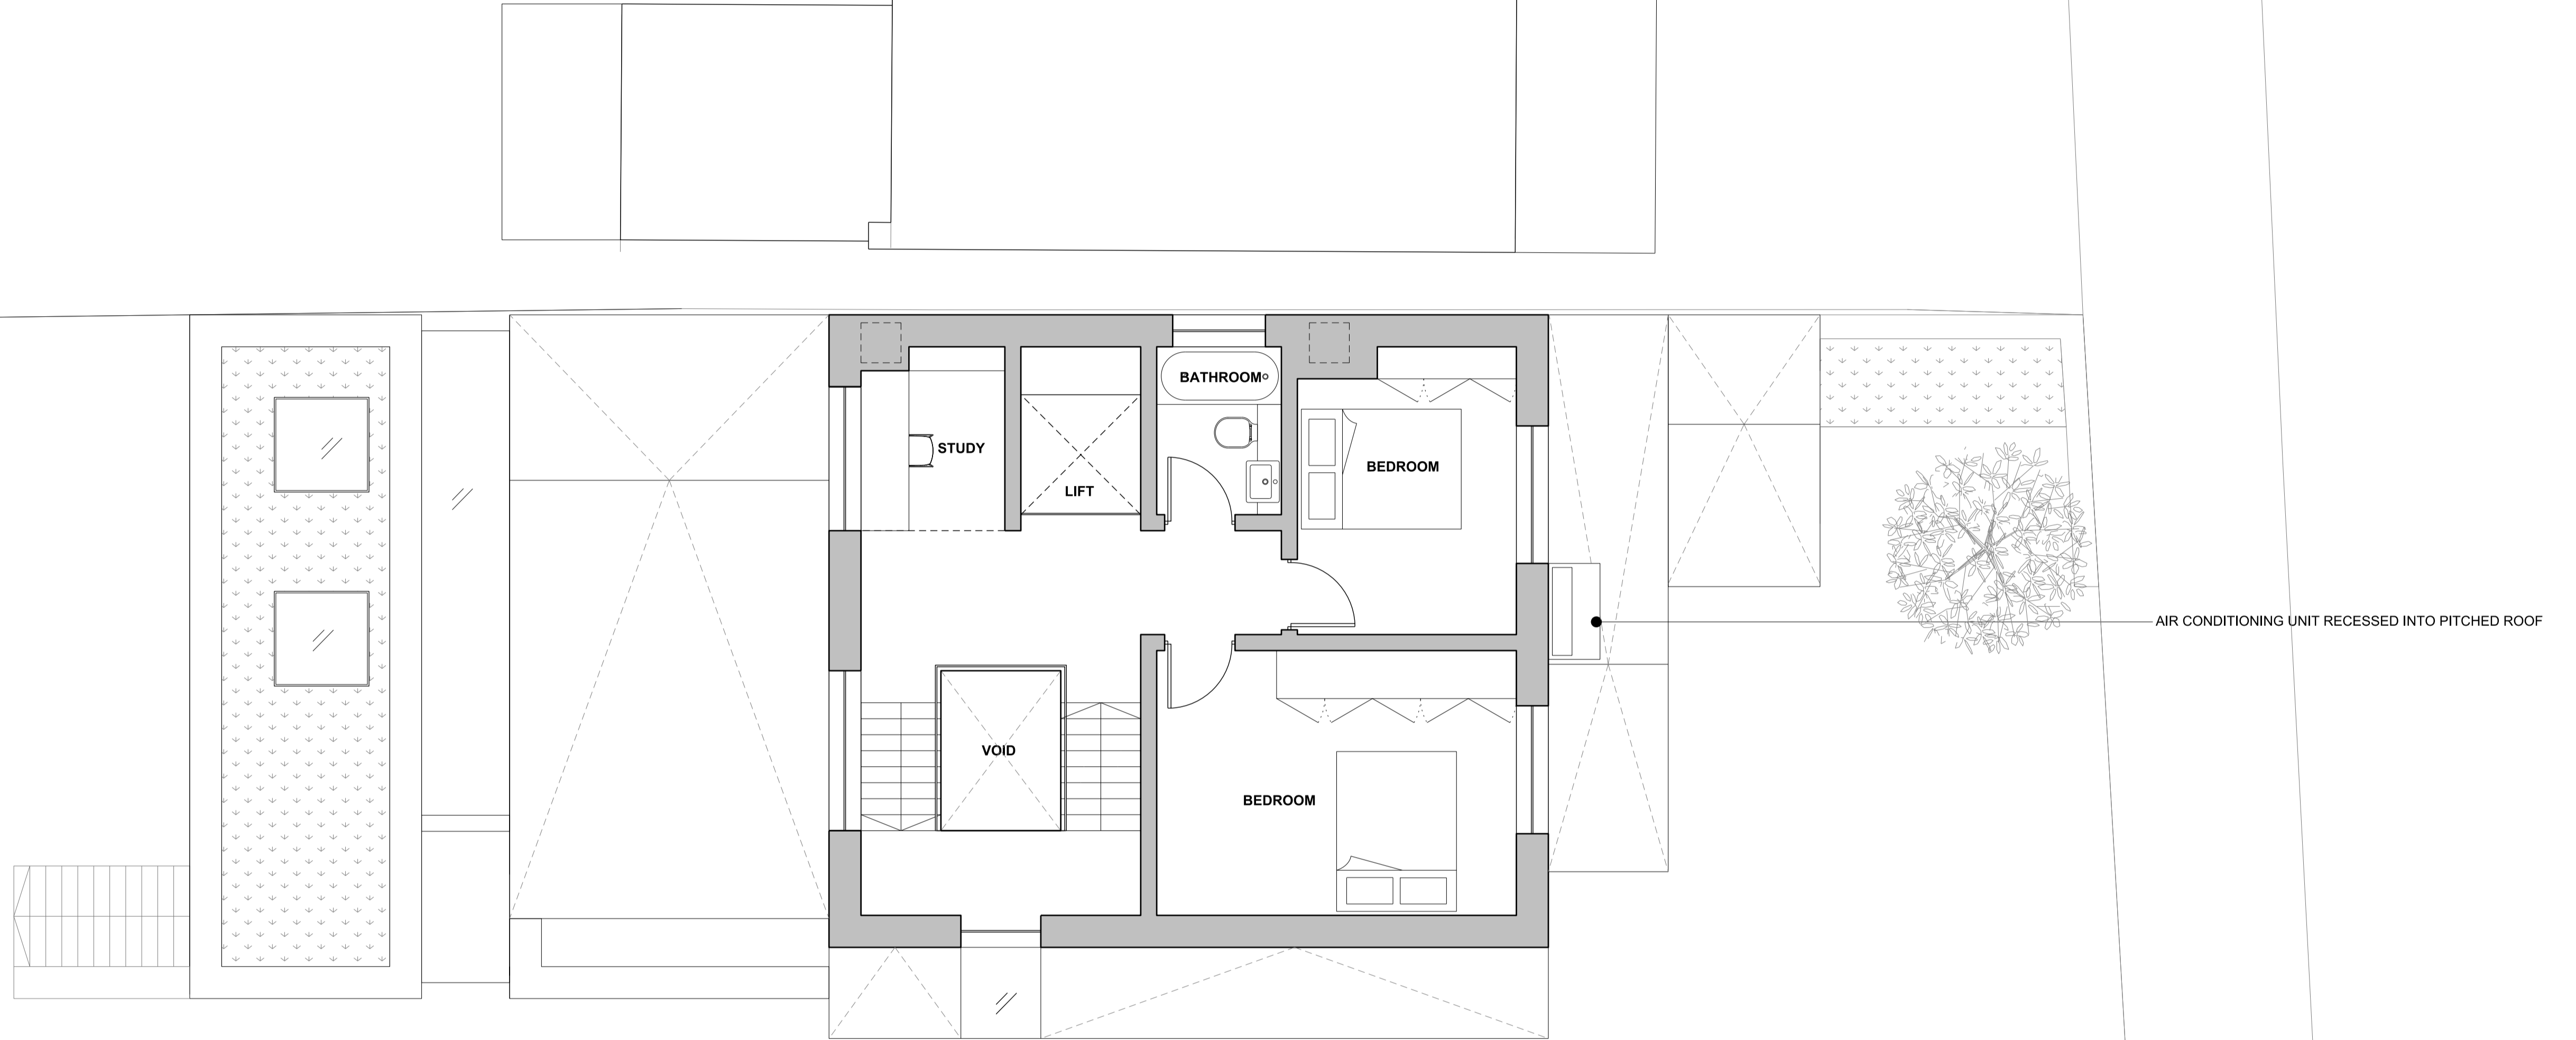 BATHROOM
STUDY
LIFT
BEDROOM
AIR CONDITIONING UNIT RECESSED INTO PITCHED ROOF
VOID
BEDROOM